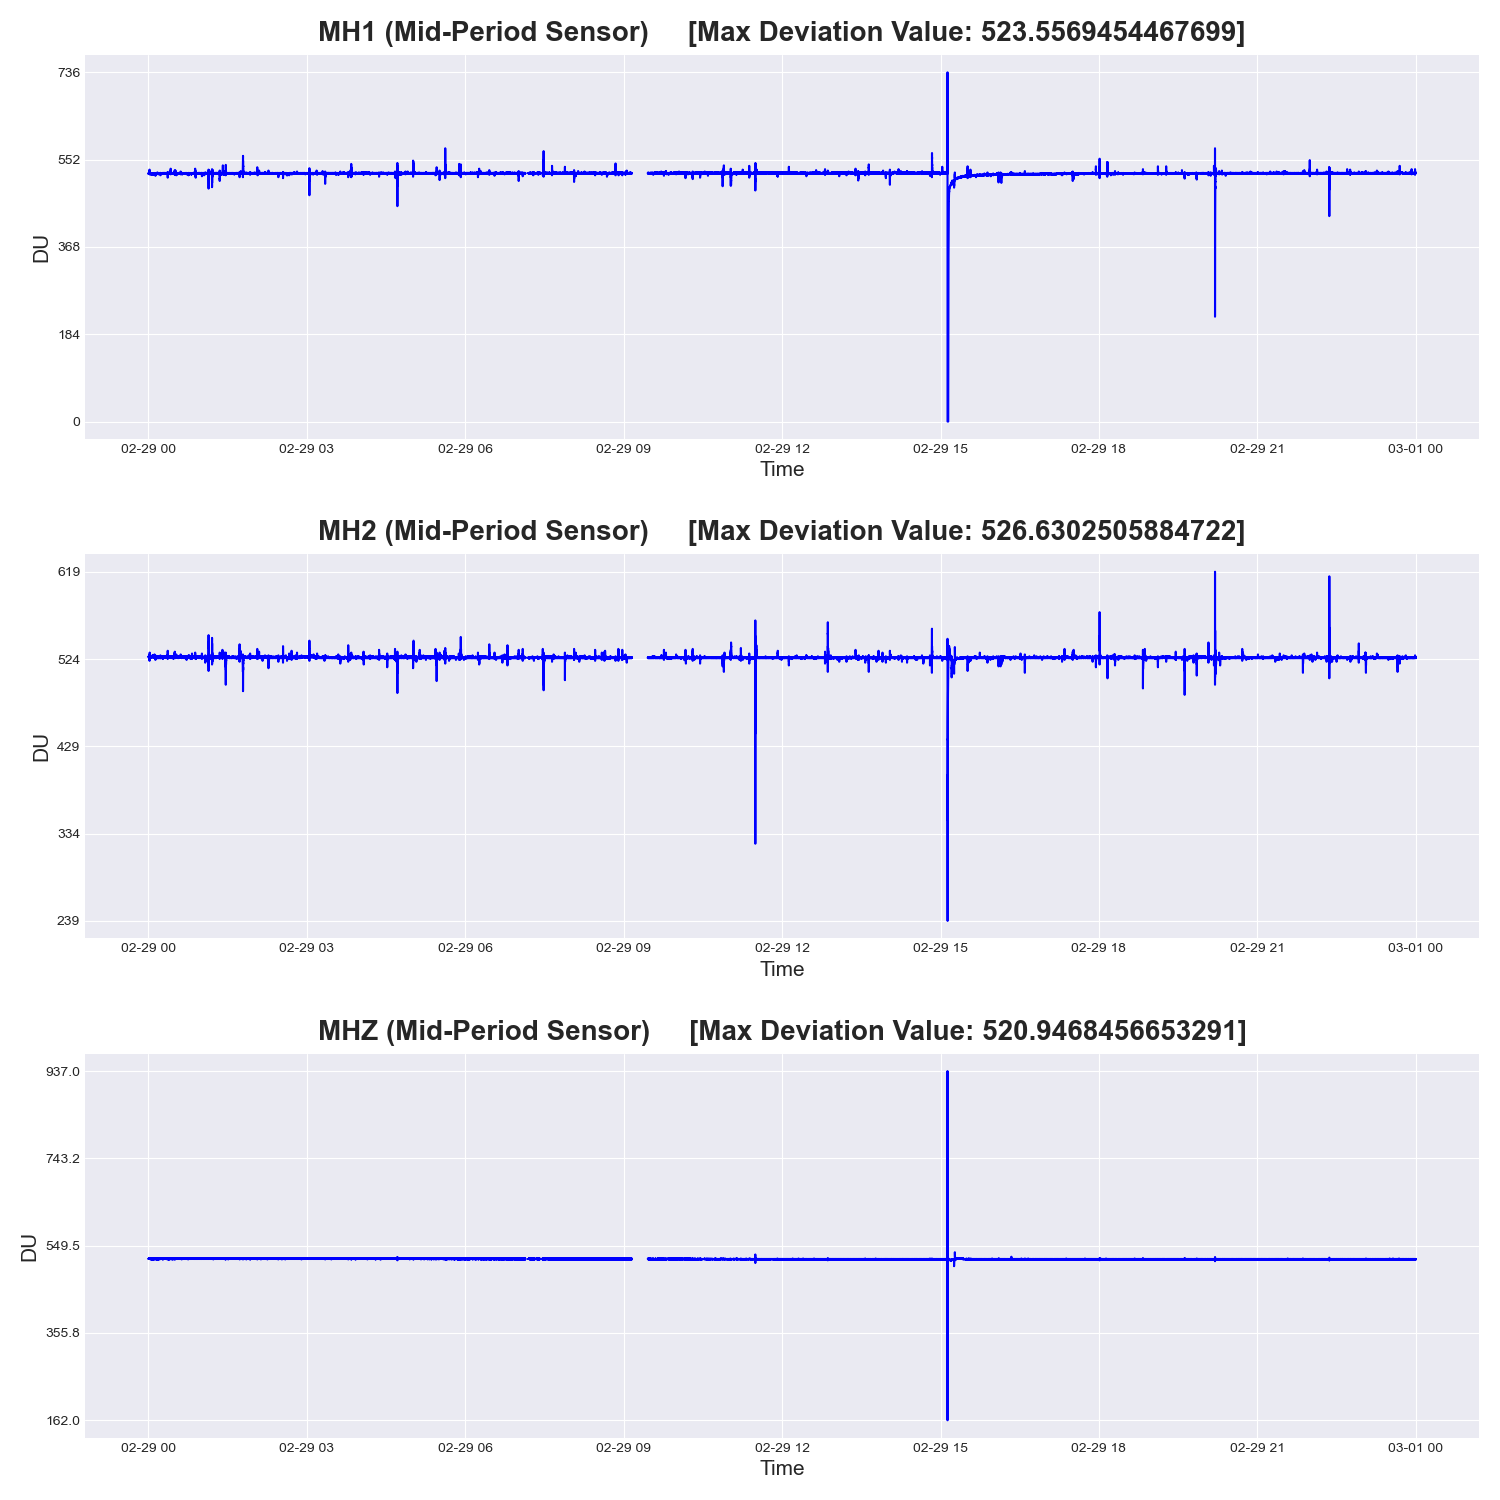 MH1 (Mid-Period Sensor) [Max Deviation Value: 523.5569454467699]
736
552
368
184
0
DU
02-29 00 02-29 03 02-29 06 02-29 09 02-29 12 02-29 15 02-29 18 02-29 21 03-01 00
Time
MH2 (Mid-Period Sensor) [Max Deviation Value: 526.6302505884722]
619
524
429
334
239
DU
02-29 00 02-29 03 02-29 06 02-29 09 02-29 12 02-29 15 02-29 18 02-29 21 03-01 00
Time
MHZ (Mid-Period Sensor) [Max Deviation Value: 520.9468456653291]
937.0
743.2
549.5
355.8
162.0
DU
02-29 00 02-29 03 02-29 06 02-29 09 02-29 12 02-29 15 02-29 18 02-29 21 03-01 00
Time